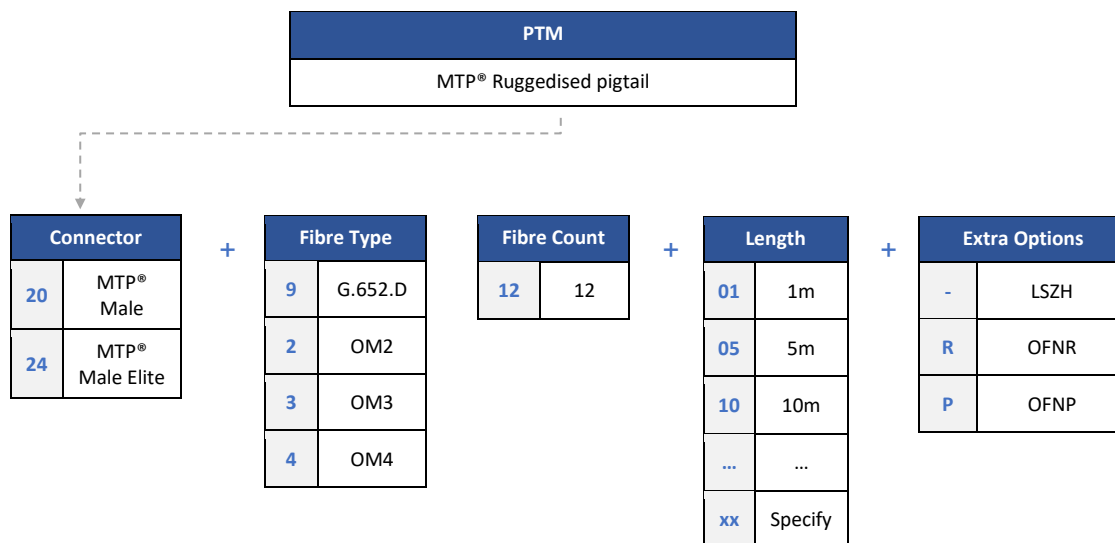 PTM
MTP® Ruggedised pigtail
Connector
20 MTP®
Male
24 MTP®
Male Elite
+
Fibre Type
9 G.652.D
2 OM2
3 OM3
4 OM4
Fibre Count
12 12
+
Length
01 1m
05 5m
10 10m
... ...
xx Specify
+
Extra Options
- LSZH
R OFNR
P OFNP